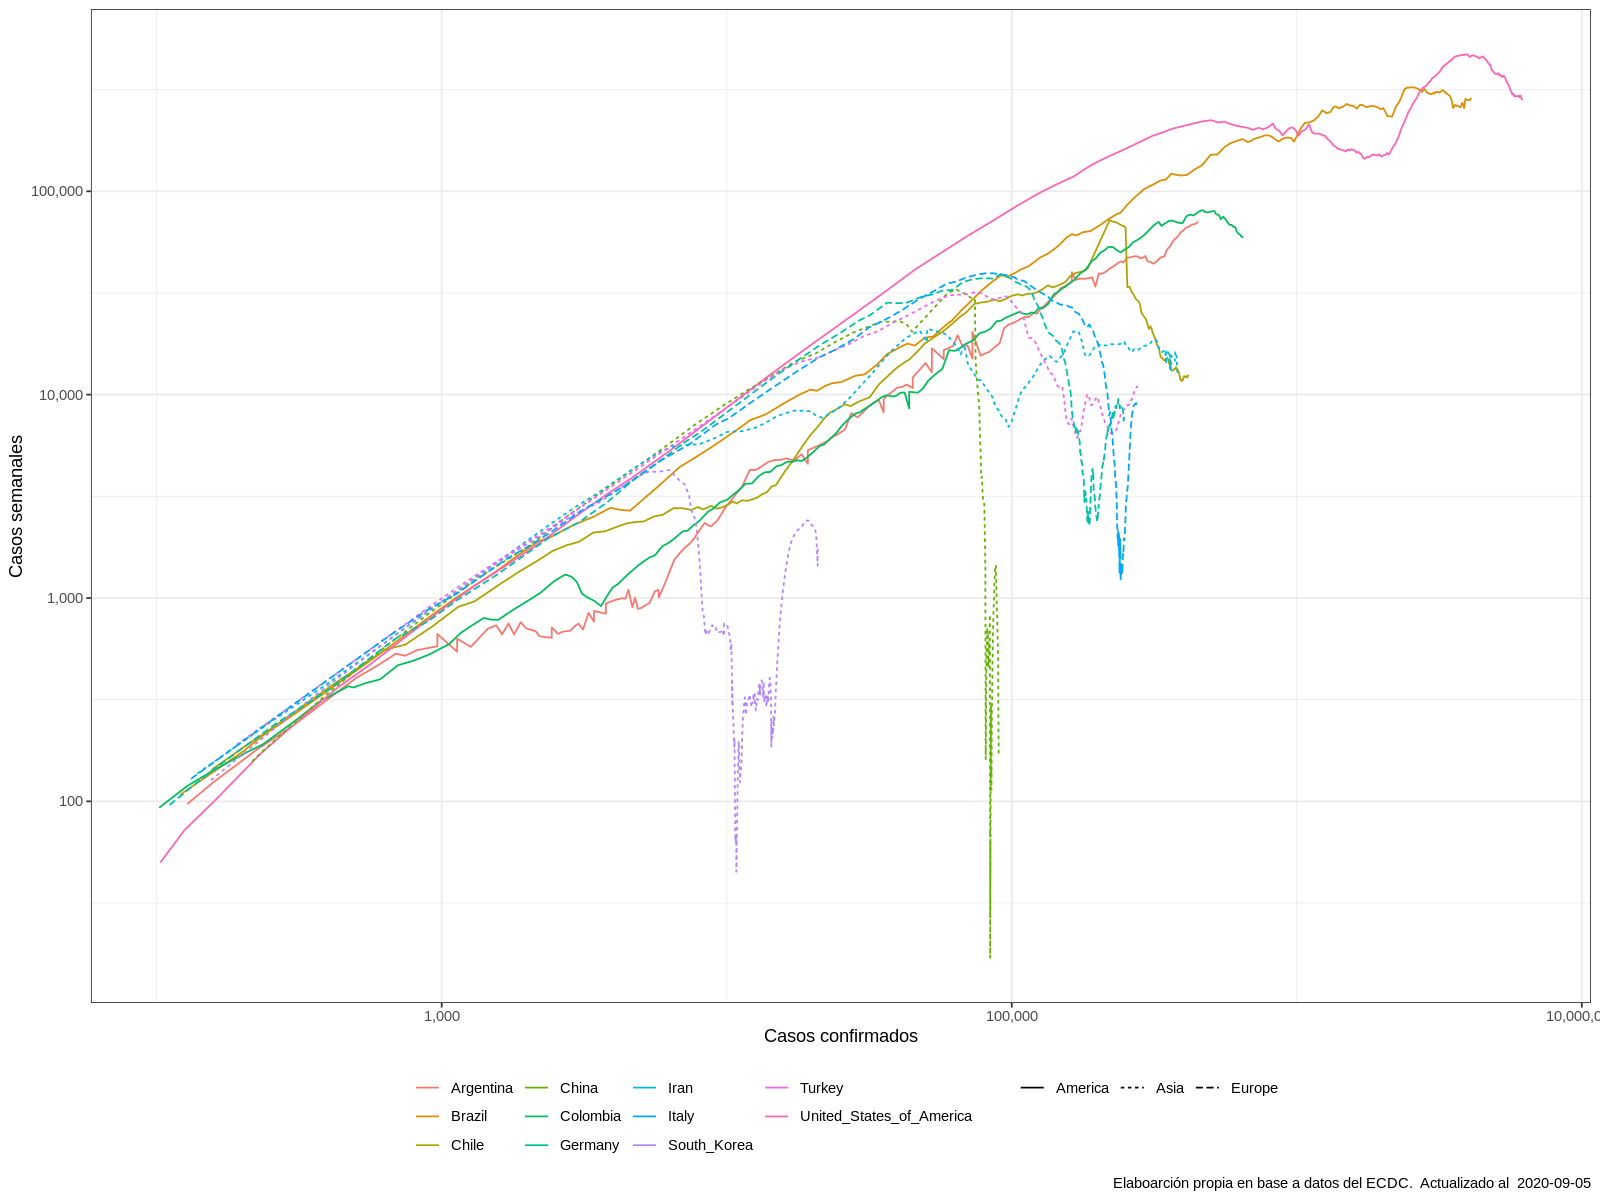 Casos semanales
100,000
10,000
1,000
100
1,000
100,000
10,000,0
Casos confirmados
Argentina China Iran Turkey America Asia Europe
Brazil Colombia Italy United_States_of_America
Chile Germany South_Korea
Elaboarción propia en base a datos del ECDC. Actualizado al 2020-09-05